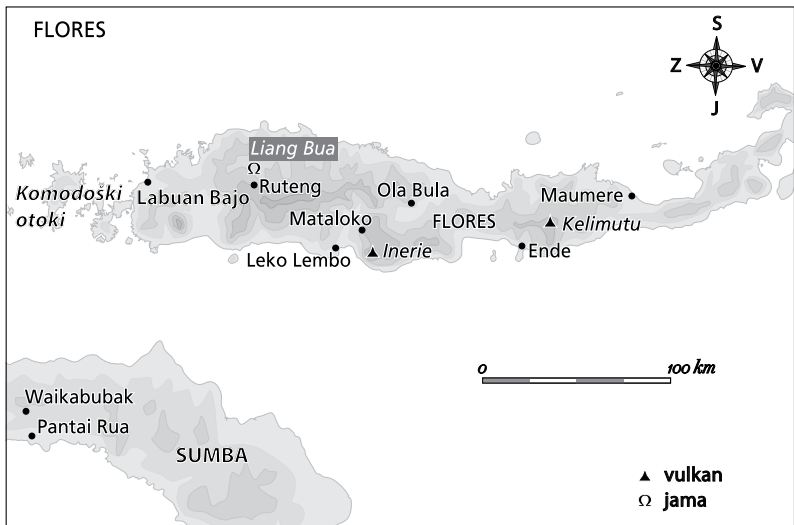 FLORES
S
Z V
J
Liang Bua
Ω
Ruteng
Komodoški
otoki
Labuan Bajo
Ola Bula
Maumere
Mataloko
FLORES
Kelimutu
Leko Lembo
Inerie
Ende
0 100 km
Waikabubak
Pantai Rua
SUMBA
▲ vulkan
Ω jama